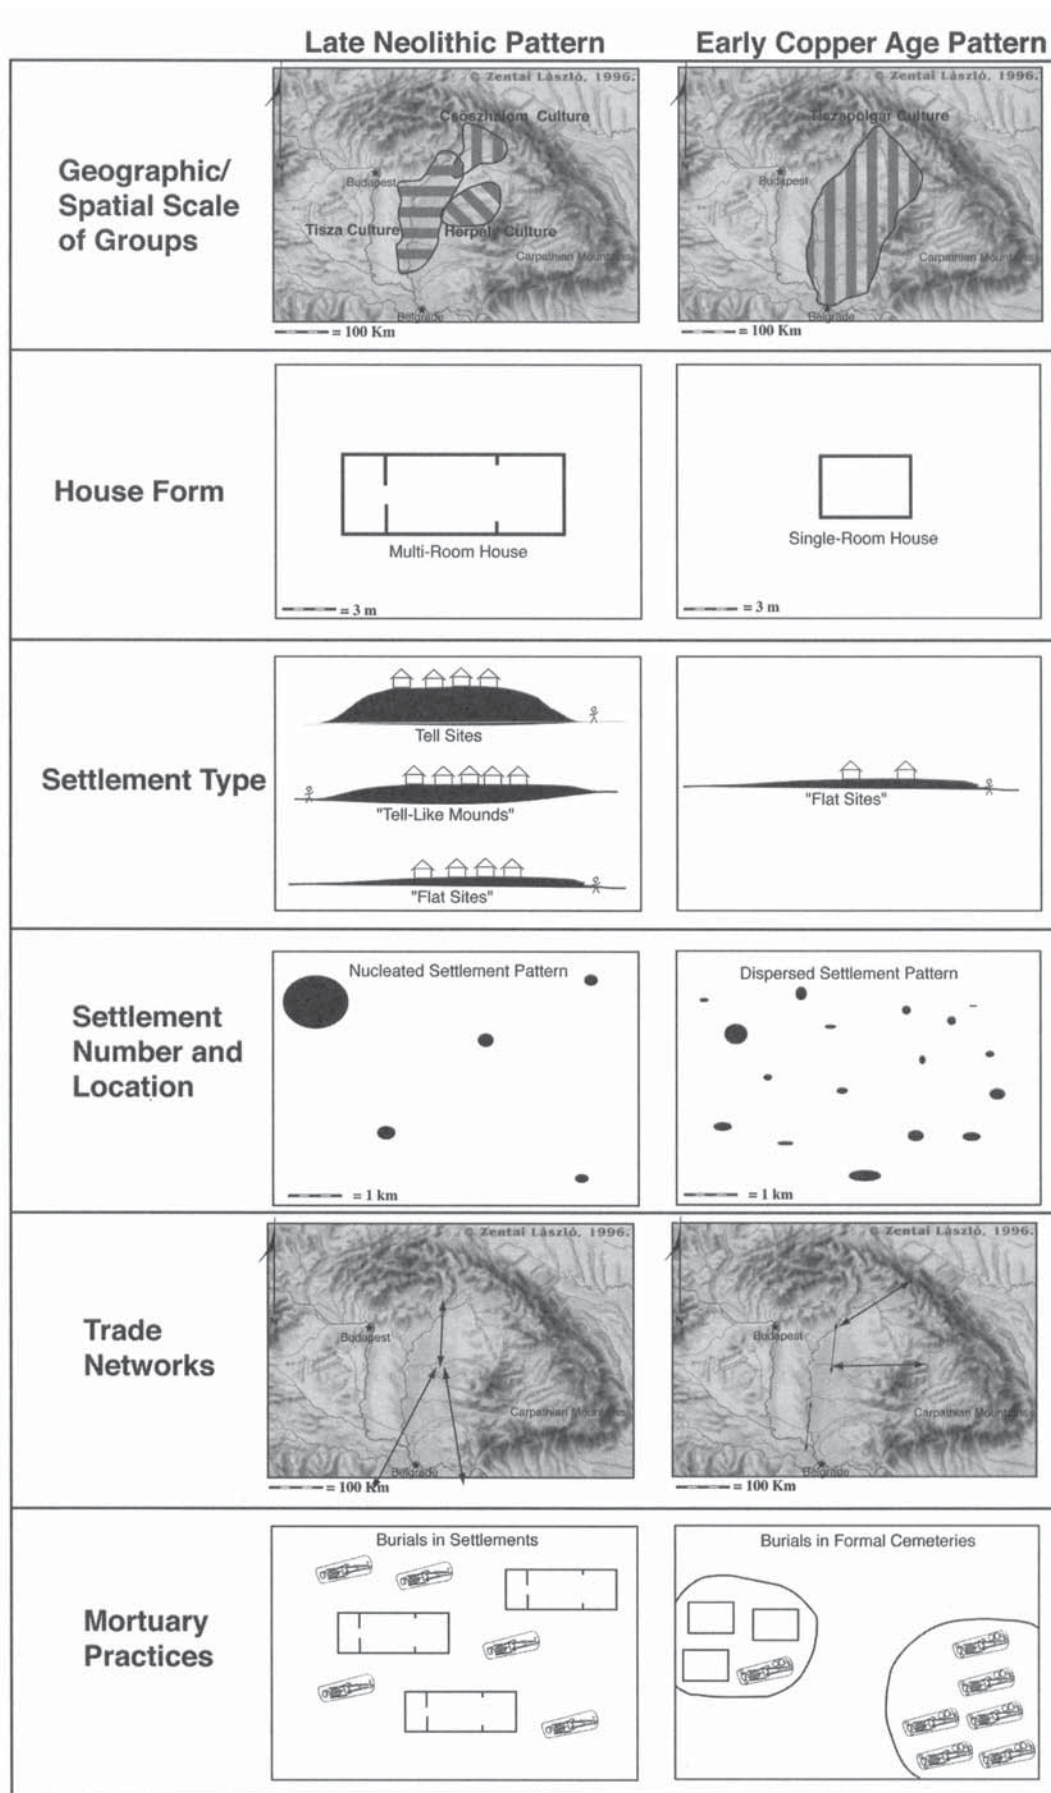 Late Neolithic Pattern
Early Copper Age Pattern
Geographic/
Spatial Scale
of Groups
© Zentai László, 1996.
Csőszhalom Culture
Budapest
Tisza Culture
Herpály Culture
Carpathian Mountains
Belgrade
= 100 Km
© Zentai László, 1996.
Tiszapolgár Culture
Budapest
Carpathian Mountains
Belgrade
= 100 Km
House Form
Multi-Room House
= 3 m
Single-Room House
= 3 m
Settlement Type
Tell Sites
"Tell-Like Mounds"
"Flat Sites"
"Flat Sites"
Settlement
Number and
Location
Nucleated Settlement Pattern
= 1 km
Dispersed Settlement Pattern
= 1 km
Trade
Networks
© Zentai László, 1996.
Budapest
Carpathian Mountains
Belgrade
= 100 Km
© Zentai László, 1996.
Budapest
Carpathian Mountains
Belgrade
= 100 Km
Mortuary
Practices
Burials in Settlements
Burials in Formal Cemeteries